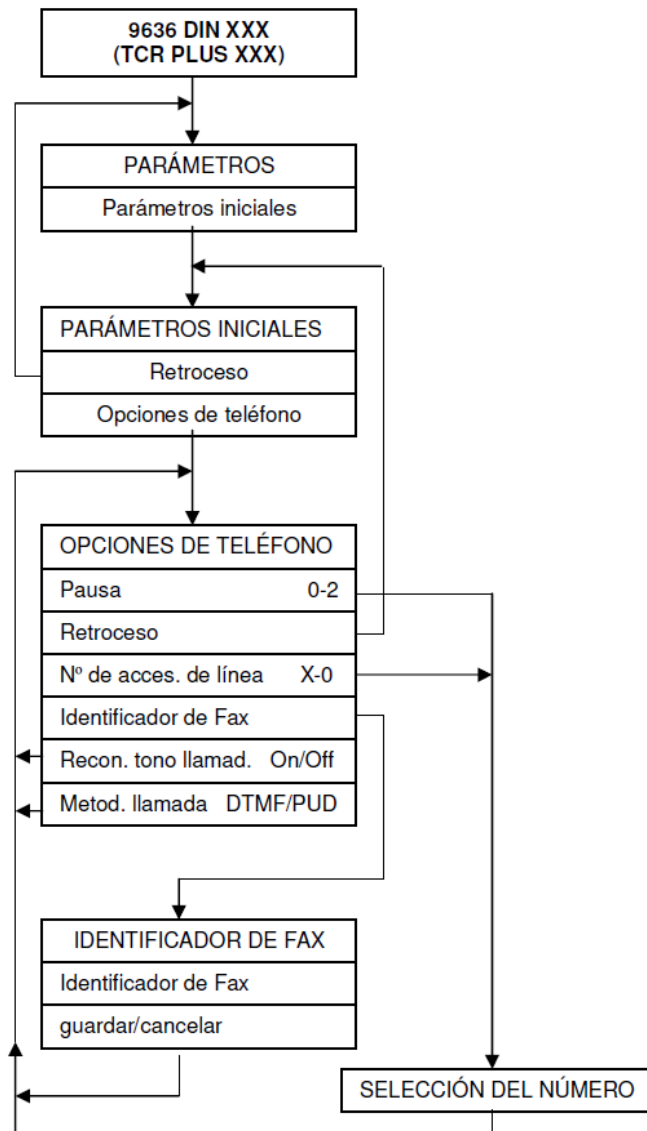 9636 DIN XXX
(TCR PLUS XXX)
PARÁMETROS
Parámetros iniciales
PARÁMETROS INICIALES
Retroceso
Opciones de teléfono
OPCIONES DE TELÉFONO
Pausa 0-2
Retroceso
Nº de acces. de línea X-0
Identificador de Fax
Recon. tono llamad. On/Off
Metod. llamada DTMF/PUD
IDENTIFICADOR DE FAX
Identificador de Fax
guardar/cancelar
SELECCIÓN DEL NÚMERO